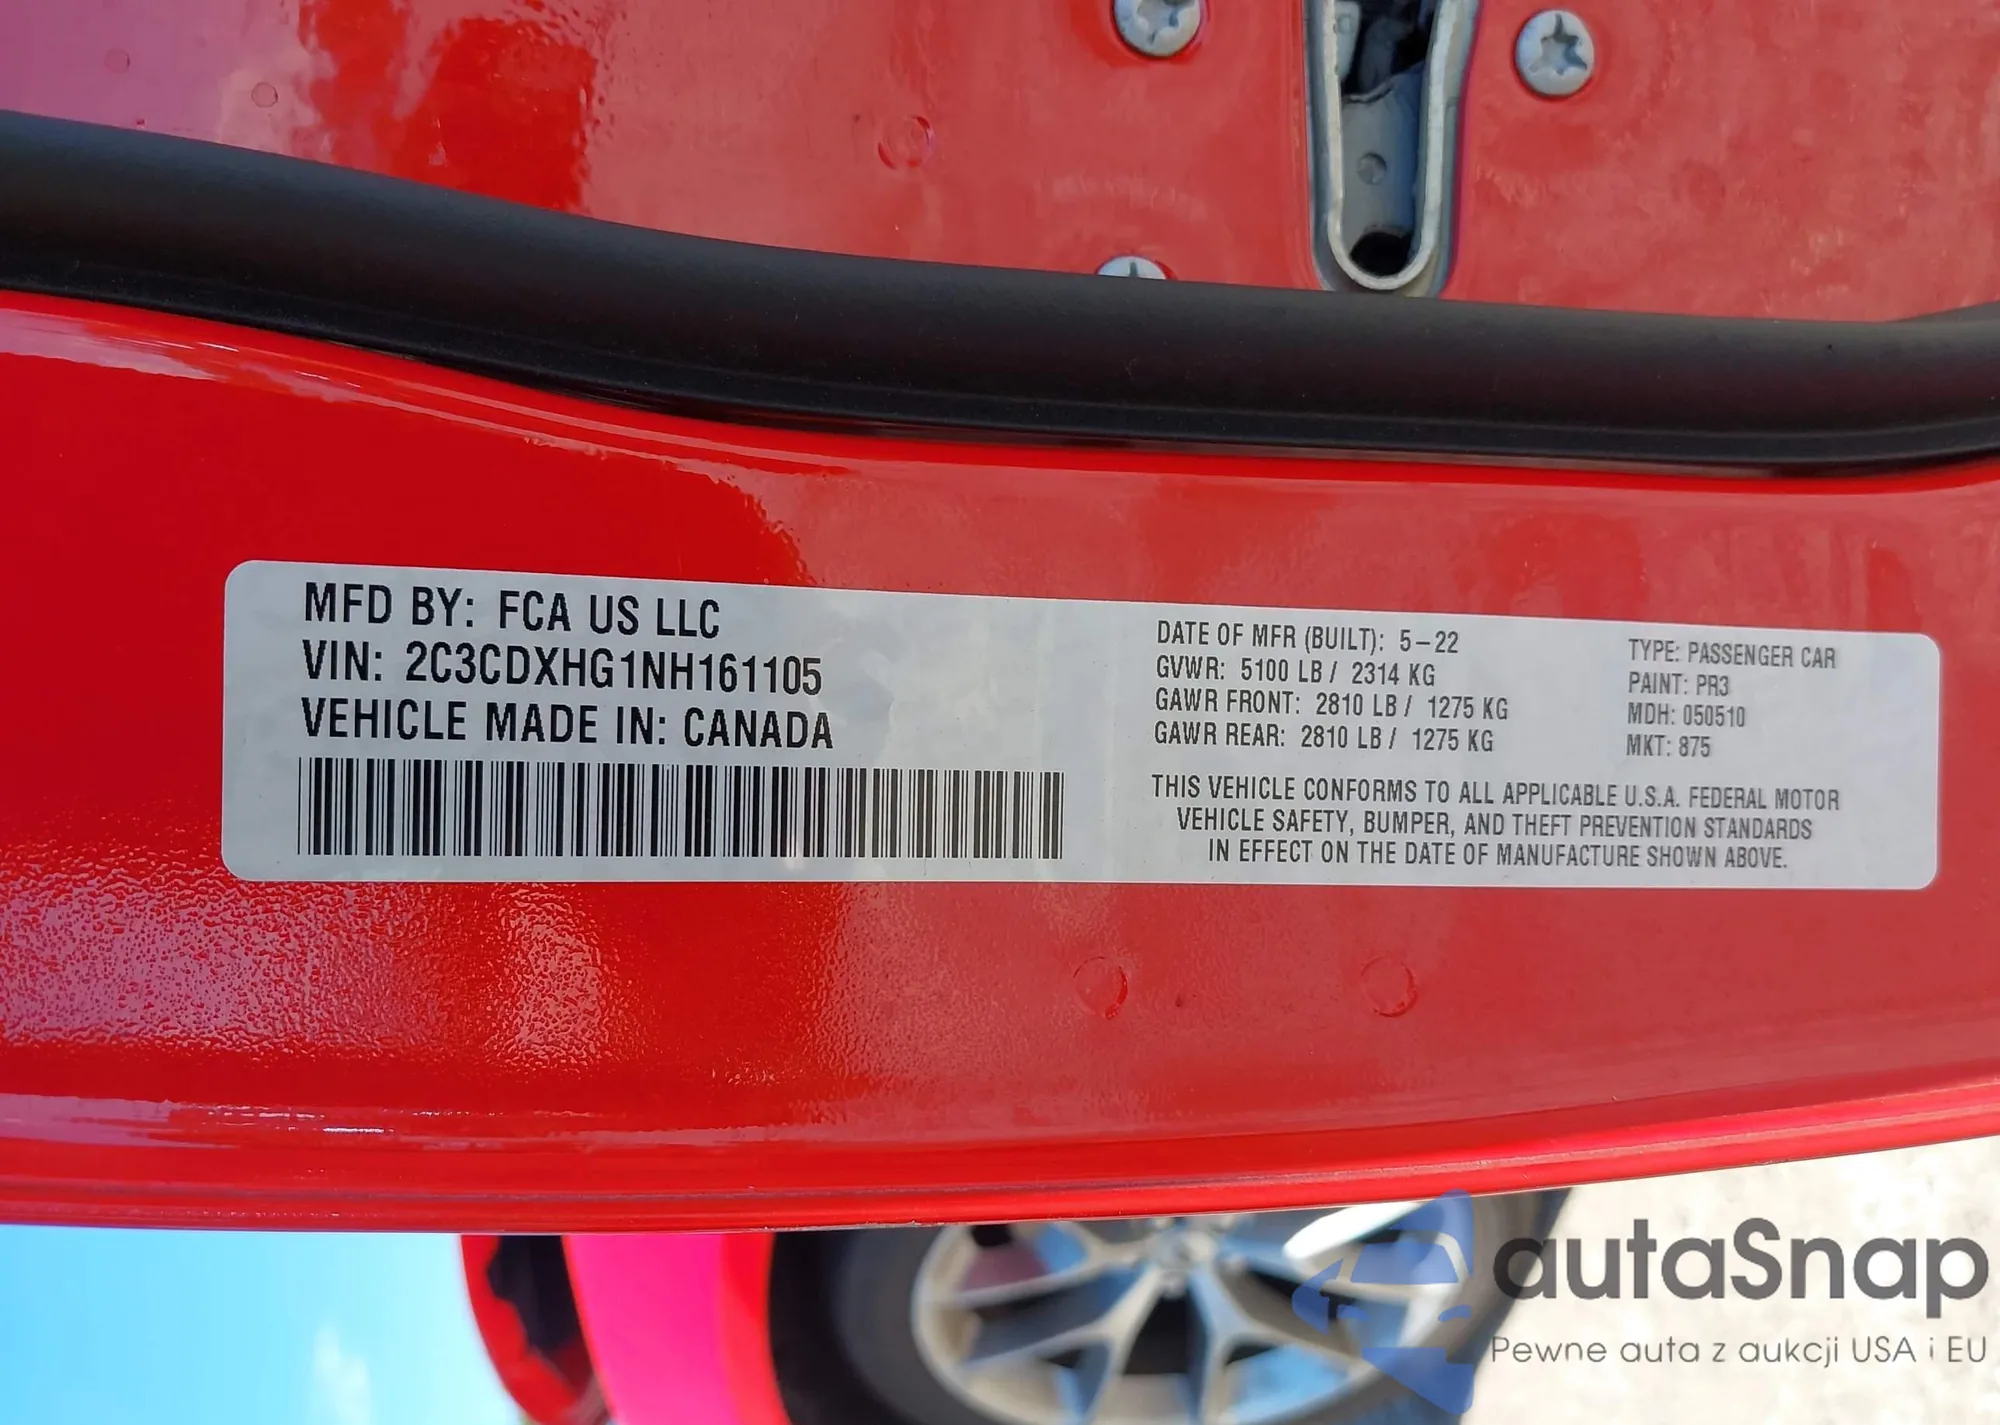 MFD BY: FCA US LLC
VIN: 2C3CDXHG1NH161105
VEHICLE MADE IN: CANADA
DATE OF MFR (BUILT): 5-22
GVWR: 5100 LB / 2314 KG
GAWR FRONT: 2810 LB / 1275 KG
GAWR REAR: 2810 LB / 1275 KG
TYPE: PASSENGER CAR
PAINT: PR3
MDH: 050510
MKT: 875
THIS VEHICLE CONFORMS TO ALL APPLICABLE U.S.A. FEDERAL MOTOR
VEHICLE SAFETY, BUMPER, AND THEFT PREVENTION STANDARDS
IN EFFECT ON THE DATE OF MANUFACTURE SHOWN ABOVE.
autaSnap
Pewne auta z aukcji USA i EU